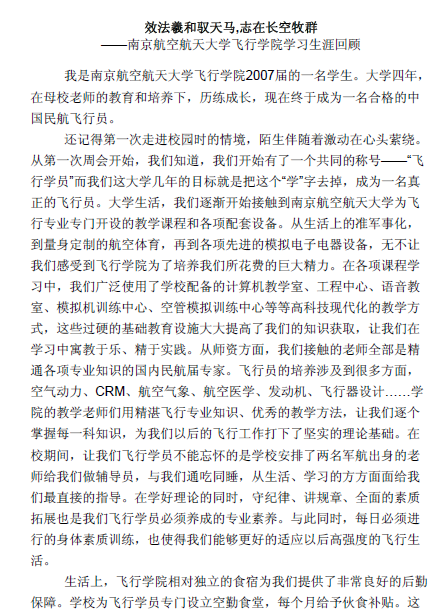 效法羲和驭天马,志在长空牧群
——南京航空航天大学飞行学院学习生涯回顾
我是南京航空航天大学飞行学院2007届的一名学生。大学四年，
在母校老师的教育和培养下，历练成长，现在终于成为一名合格的中
国民航飞行员。
还记得第一次走进校园时的情境，陌生伴随着激动在心头萦绕。
从第一次周会开始，我们知道，我们开始有了一个共同的称号——“飞
行学员”而我们这大学几年的目标就是把这个“学”字去掉，成为一名真
正的飞行员。大学生活，我们逐渐开始接触到南京航空航天大学为飞
行专业专门开设的教学课程和各项配套设备。从生活上的准军事化，
到量身定制的航空体育，再到各项先进的模拟电子电器设备，无不让
我们感受到飞行学院为了培养我们所花费的巨大精力。在各项课程学
习中，我们广泛使用了学校配备的计算机教学室、工程中心、语音教
室、模拟机训练中心、空管模拟训练中心等等高科技现代化的教学方
式，这些过硬的基础教育设施大大提高了我们的知识获取，让我们在
学习中寓教于乐、精于实践。从师资方面，我们接触的老师全部是精
通各项专业知识的国内民航届专家。飞行员的培养涉及到很多方面，
空气动力、CRM、航空气象、航空医学、发动机、飞行器设计……学
院的教学老师们用精湛飞行专业知识、优秀的教学方法，让我们逐个
掌握每一科知识，为我们以后的飞行工作打下了坚实的理论基础。在
校期间，让我们飞行学员不能忘怀的是学校安排了两名军航出身的老
师给我们做辅导员，与我们通吃同睡，从生活、学习的方方面面给我
们最直接的指导。在学好理论的同时，守纪律、讲规章、全面的素质
拓展也是我们飞行学员必须养成的专业素养。与此同时，每日必须进
行的身体素质训练，也使得我们能够更好的适应以后高强度的飞行生
活。
生活上，飞行学院相对独立的食宿为我们提供了非常良好的后勤
保障。学校为飞行学员专门设立空勤食堂，每个月给予伙食补贴。这